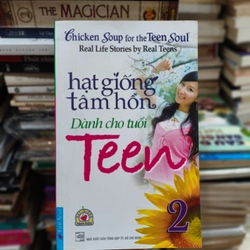 THE MAGICIAN
Chicken Soup for the Teen Soul
Real Life Stories by Real Teens
hạt giống
tâm hồn
Dành cho tuổi
Teen
2